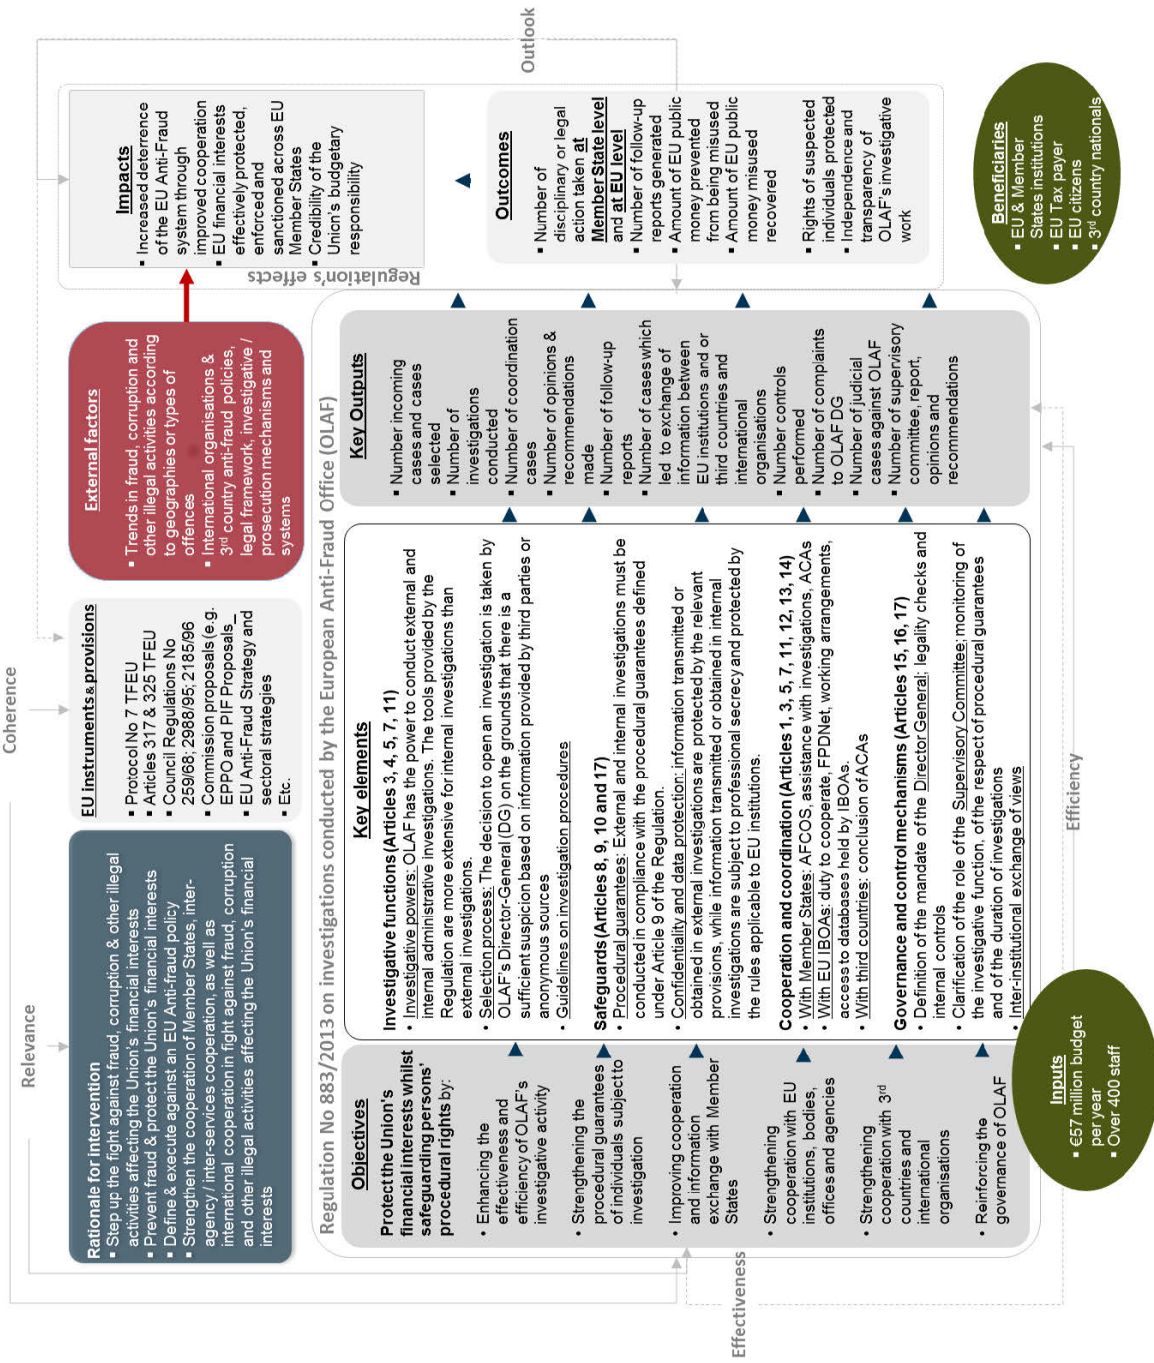 Coherence
Relevance
Outlook
Rationale for intervention
▪ Step up the fight against fraud, corruption & other illegal
activities affecting the Union's financial interests
▪ Prevent fraud & protect the Union's financial interests
▪ Define & execute against an EU Anti-fraud policy
▪ Strengthen the cooperation of Member States, inter-
agency / inter-services cooperation, as well as
international cooperation in fight against fraud, corruption
and other illegal activities affecting the Union's financial
interests
EU instruments & provisions
▪ Protocol No 7 TFEU
▪ Articles 317 & 325 TFEU
▪ Council Regulations No
259/68; 2988/95; 2185/96
▪ Commission proposals (e.g.
EPPO and PIF Proposals_
▪ EU Anti-Fraud Strategy and
sectoral strategies
▪ Etc.
External factors
▪ Trends in fraud, corruption and
other illegal activities according
to geographies or types of
offences
▪ International organisations &
3rd country anti-fraud policies,
legal framework, investigative /
prosecution mechanisms and
systems
Impacts
▪ Increased deterrence
of the EU Anti-Fraud
system through
improved cooperation
▪ EU financial interests
effectively protected,
enforced and
sanctioned across EU
Member States
▪ Credibility of the
Union's budgetary
responsibility
Regulation's effects
Regulation No 883/2013 on investigations conducted by the European Anti-Fraud Office (OLAF)
Objectives
Protect the Union's
financial interests whilst
safeguarding persons'
procedural rights by:
• Enhancing the
effectiveness and
efficiency of OLAF's
investigative activity
• Strengthening the
procedural guarantees
of individuals subject to
investigation
• Improving cooperation
and information
exchange with Member
States
• Strengthening
cooperation with EU
institutions, bodies,
offices and agencies
• Strengthening
cooperation with 3rd
countries and
international
organisations
• Reinforcing the
governance of OLAF
Key elements
Investigative functions (Articles 3, 4, 5, 7, 11)
• Investigative powers: OLAF has the power to conduct external and
internal administrative investigations. The tools provided by the
Regulation are more extensive for internal investigations than
external investigations.
• Selection process: The decision to open an investigation is taken by
OLAF's Director-General (DG) on the grounds that there is a
sufficient suspicion based on information provided by third parties or
anonymous sources
• Guidelines on investigation procedures
Safeguards (Articles 8, 9, 10 and 17)
• Procedural guarantees: External and internal investigations must be
conducted in compliance with the procedural guarantees defined
under Article 9 of the Regulation.
• Confidentiality and data protection: information transmitted or
obtained in external investigations are protected by the relevant
provisions, while information transmitted or obtained in internal
investigations are subject to professional secrecy and protected by
the rules applicable to EU institutions.
Cooperation and coordination (Articles 1, 3, 5, 7, 11, 12, 13, 14)
• With Member States: AFCOS, assistance with investigations, ACAs
• With EU IBOAs: duty to cooperate, FPDNet, working arrangements,
access to databases held by IBOAs.
• With third countries: conclusion of ACAs
Governance and control mechanisms (Articles 15, 16, 17)
• Definition of the mandate of the Director General; legality checks and
internal controls
• Clarification of the role of the Supervisory Committee: monitoring of
the investigative function, of the respect of procedural guarantees
and of the duration of investigations
• Inter-institutional exchange of views
Key Outputs
▪ Number incoming
cases and cases
selected
▪ Number of
investigations
conducted
▪ Number of coordination
cases
▪ Number of opinions &
recommendations
made
▪ Number of follow-up
reports
▪ Number of cases which
led to exchange of
information between
EU institutions and or
third countries and
international
organisations
▪ Number controls
performed
▪ Number of complaints
to OLAF DG
▪ Number of judicial
cases against OLAF
▪ Number of supervisory
committee, report,
opinions and
recommendations
Outcomes
▪ Number of
disciplinary or legal
action taken at
Member State level
and at EU level
▪ Number of follow-up
reports generated
▪ Amount of EU public
money prevented
from being misused
▪ Amount of EU public
money misused
recovered
▪ Rights of suspected
individuals protected
▪ Independence and
transparency of
OLAF's investigative
work
Effectiveness
Inputs
▪ €57 million budget
per year
▪ Over 400 staff
Efficiency
Beneficiaries
▪ EU & Member
States institutions
▪ EU Tax payer
▪ EU citizens
▪ 3rd country nationals